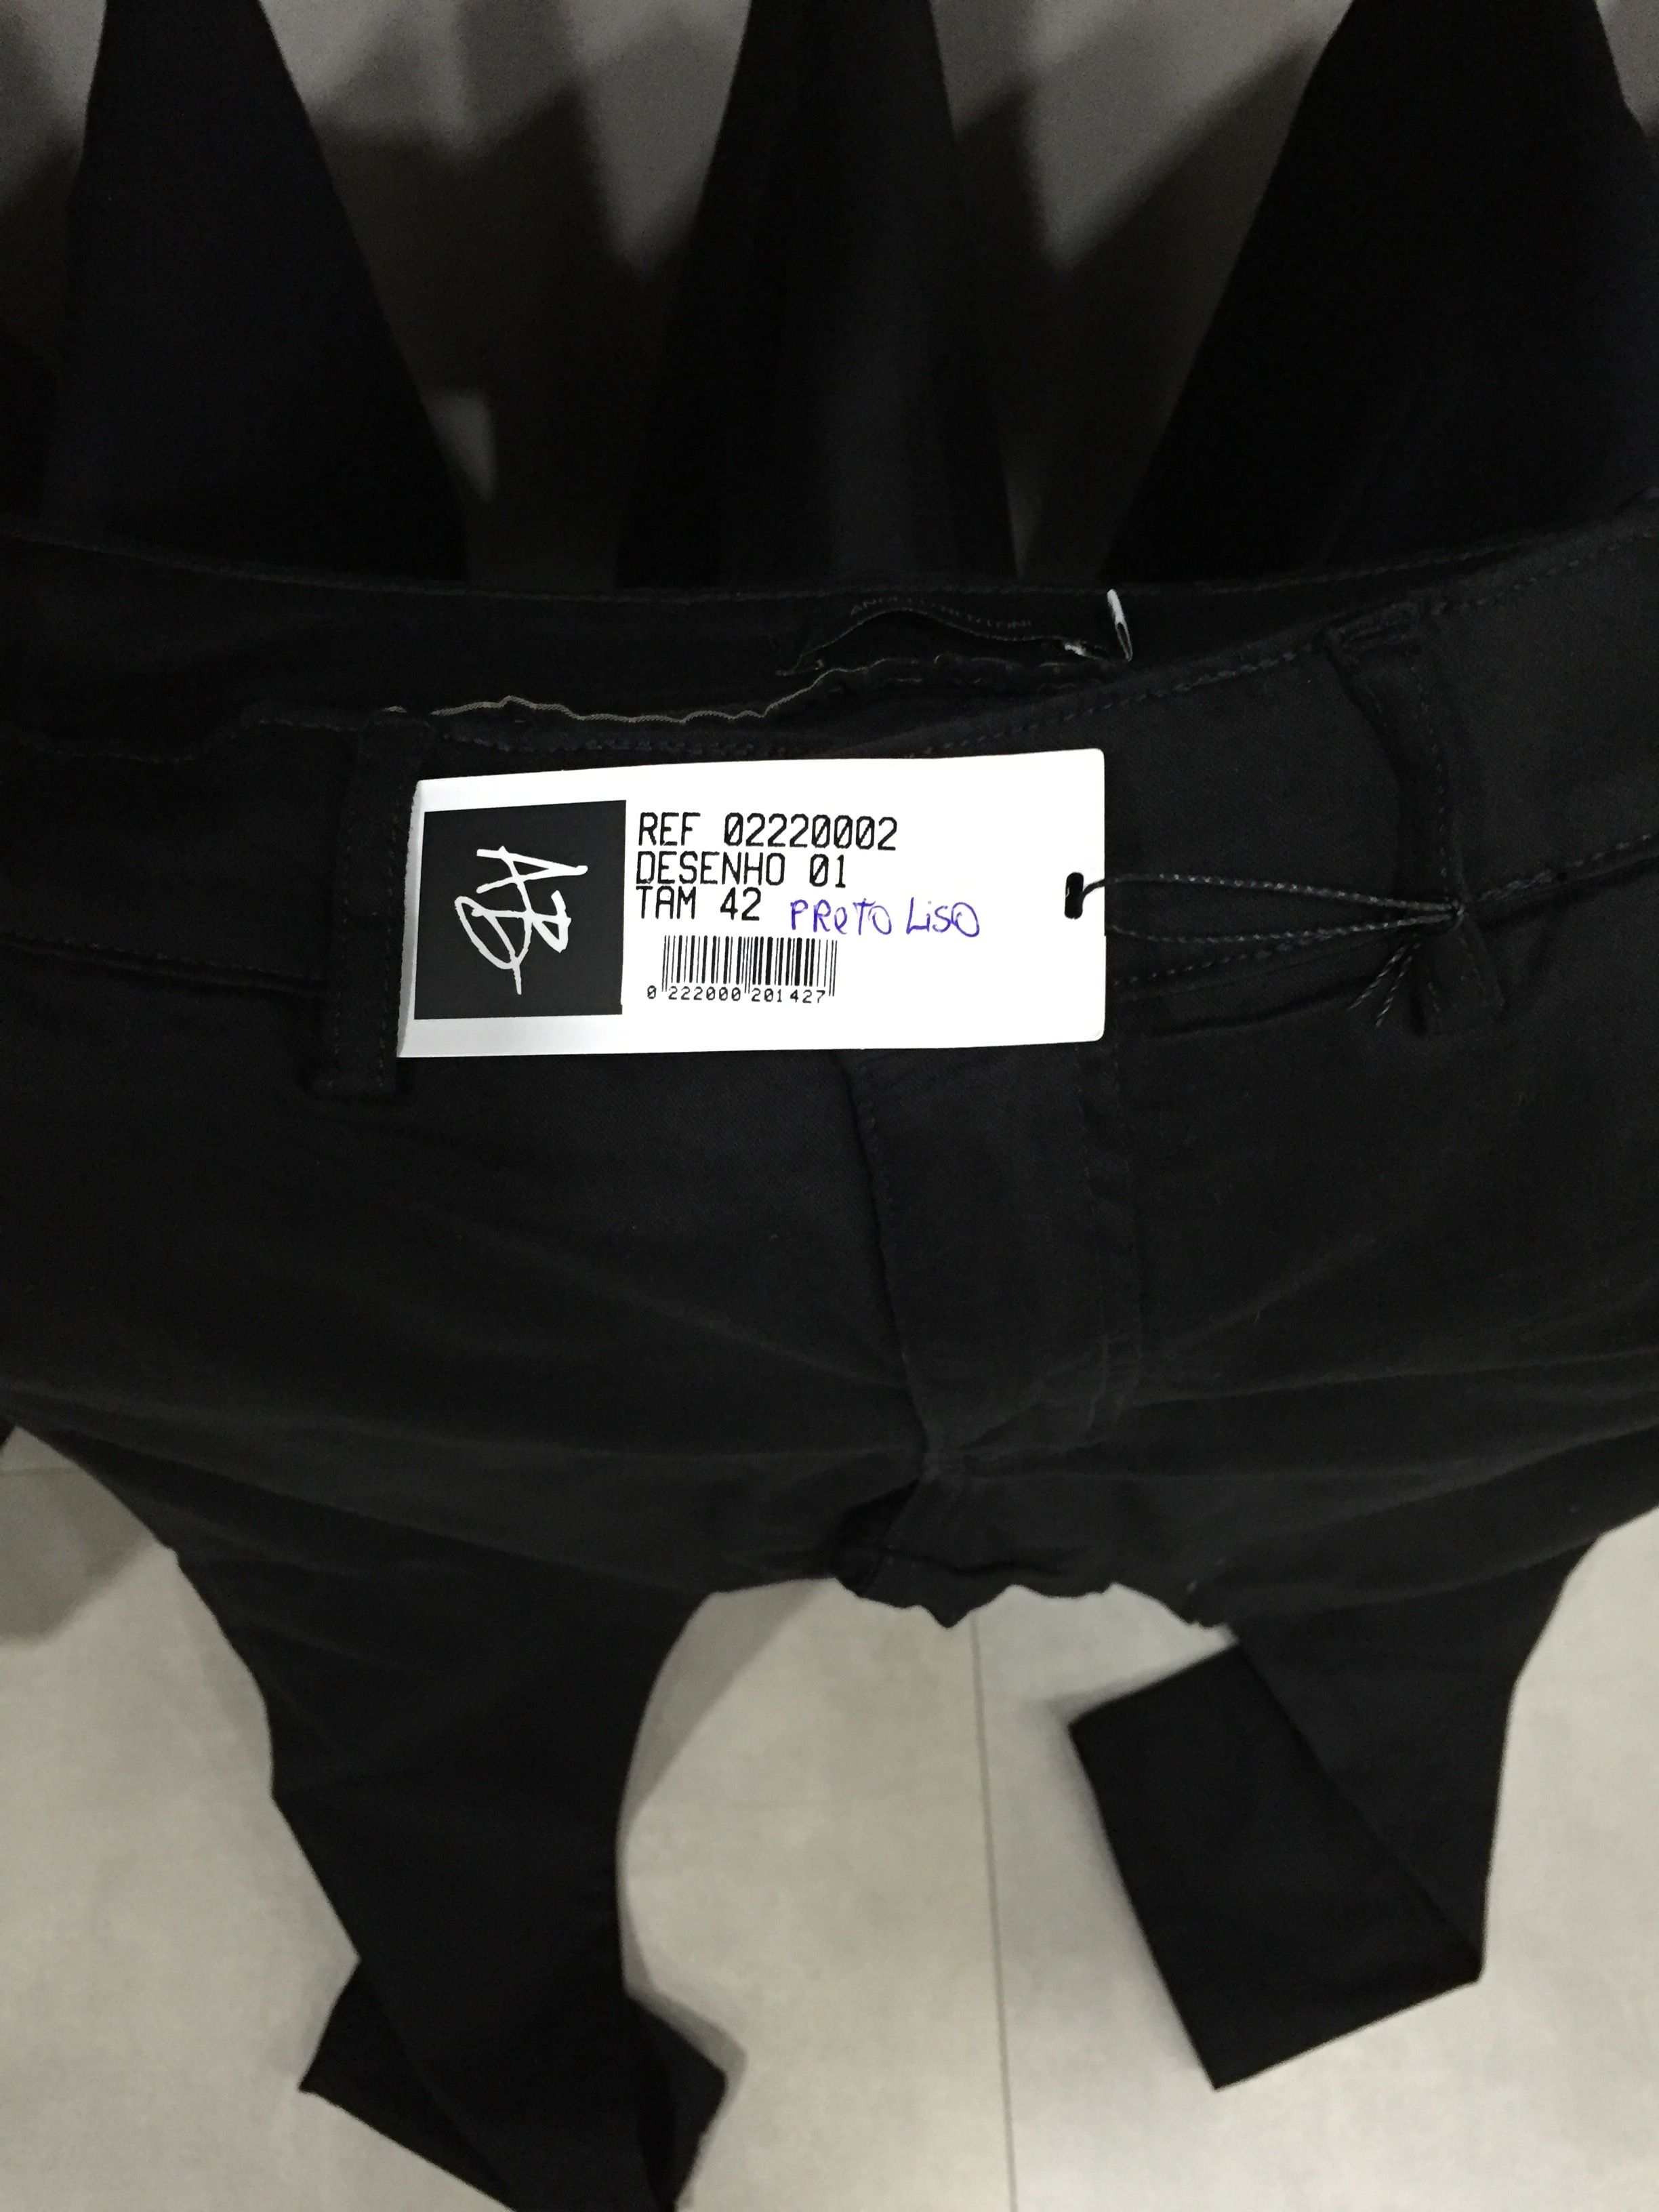 REF 02220002
DESENHO 01
TAM 42 PReTO LiSO
0 222000 201427